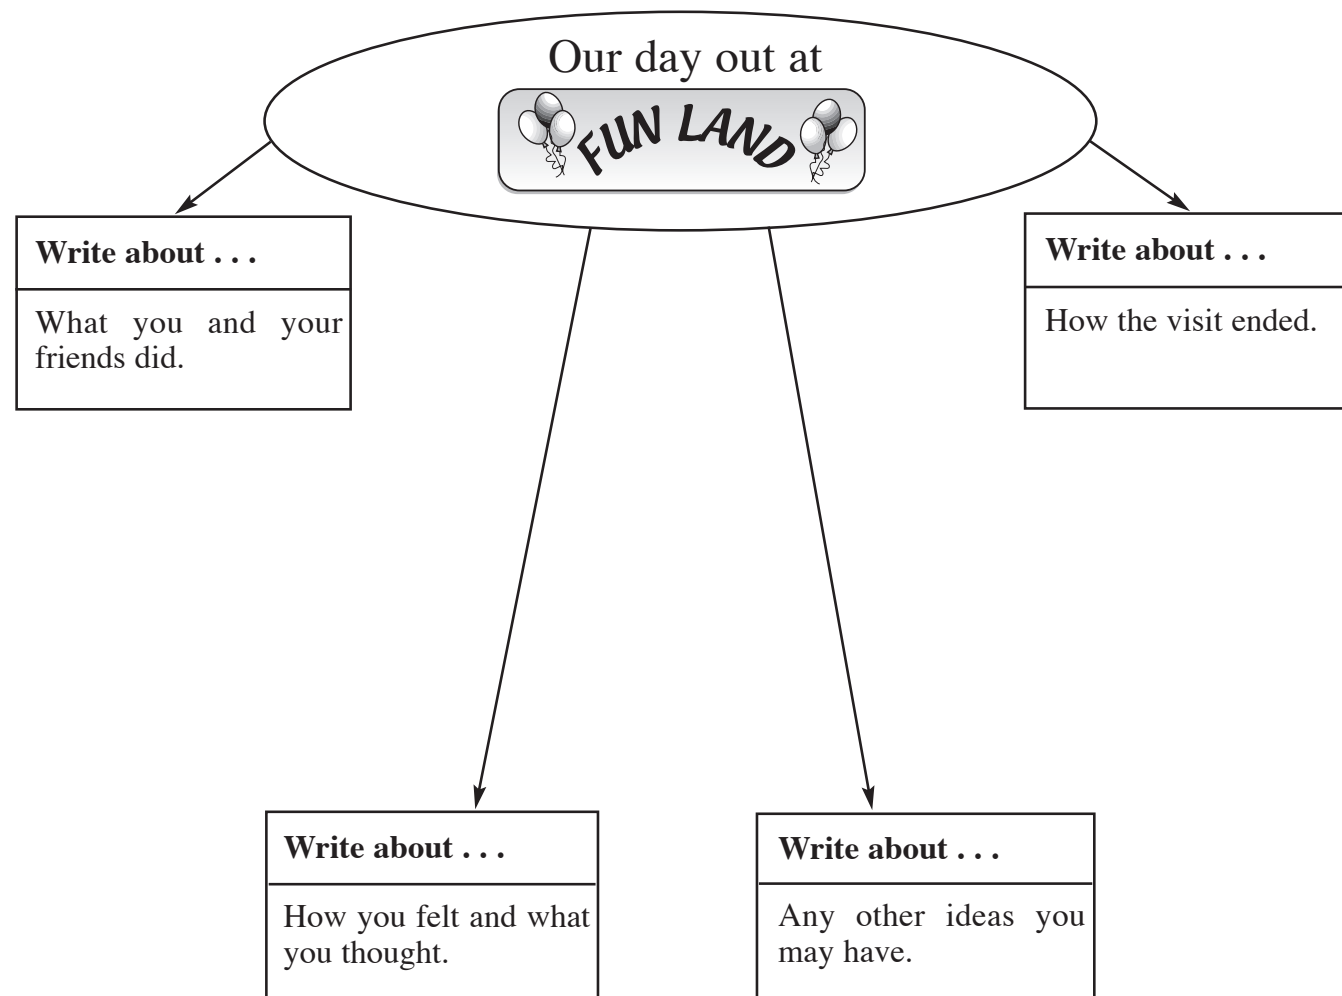 Our day out at
FUN LAND
Write about . . .
What you and your
friends did.
Write about . . .
How the visit ended.
Write about . . .
How you felt and what
you thought.
Write about . . .
Any other ideas you
may have.